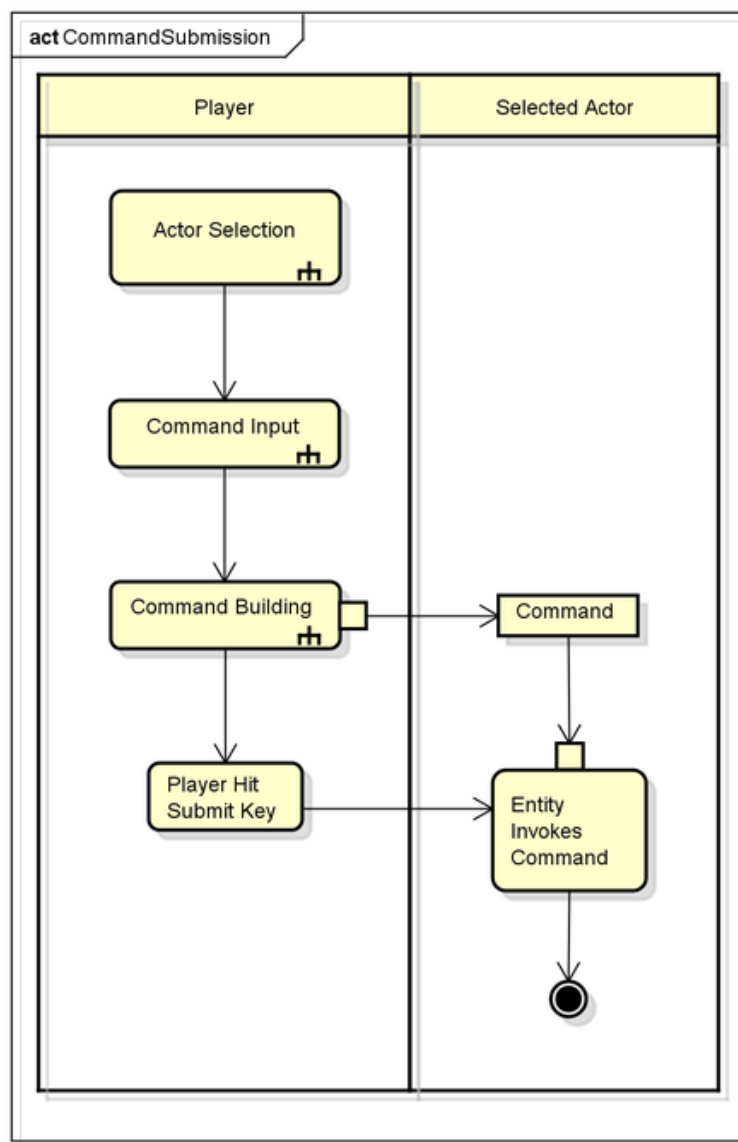 act CommandSubmission
Player
Selected Actor
Actor Selection
Command Input
Command Building
Command
Player Hit
Submit Key
Entity
Invokes
Command